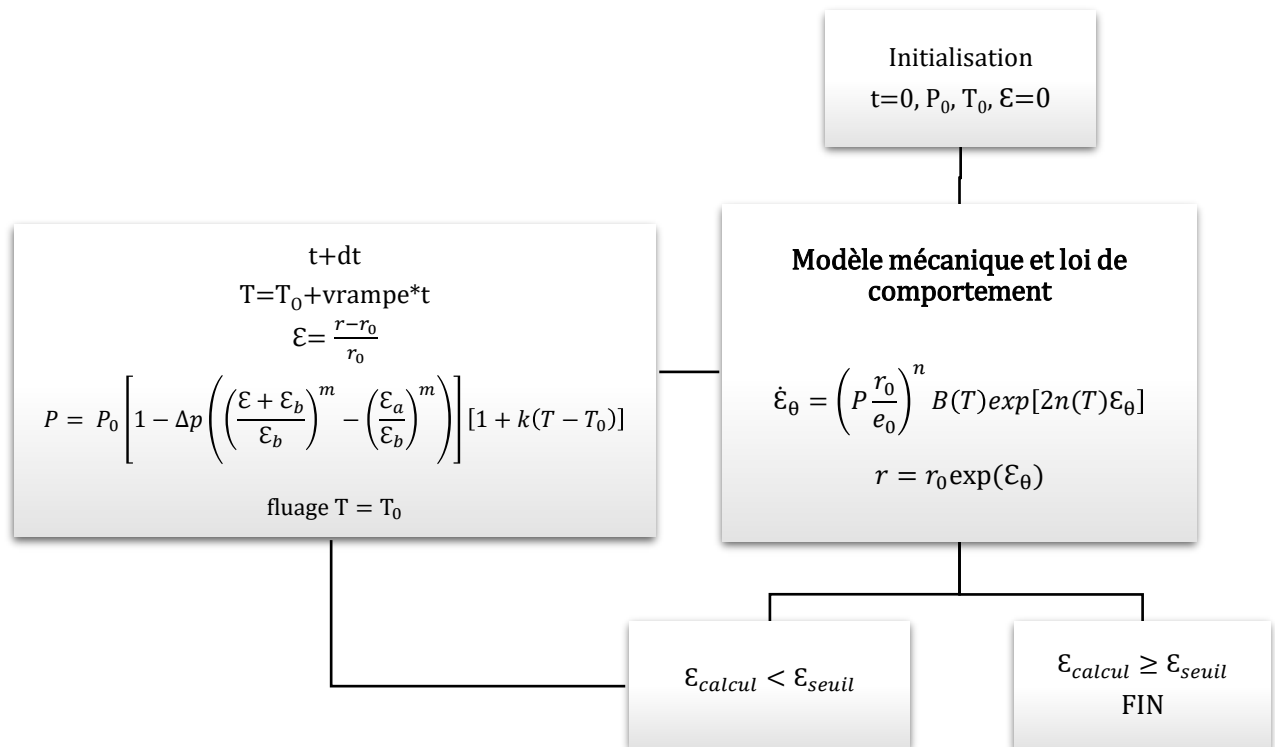 Initialisation
t=0, P₀, T₀, Ɛ=0
Modèle mécanique et loi de
comportement
Ɛ̇_θ = (P r₀/e₀)ⁿ B(T)exp[2n(T)Ɛ_θ]
r = r₀exp(Ɛ_θ)
t+dt
T=T₀+vrampe*t
Ɛ= (r−r₀)/r₀
P = P₀ [1 − Δp (((Ɛ + Ɛ_b)/Ɛ_b)^m − (Ɛ_a/Ɛ_b)^m)] [1 + k(T − T₀)]
fluage T = T₀
Ɛ_calcul < Ɛ_seuil
Ɛ_calcul ≥ Ɛ_seuil
FIN